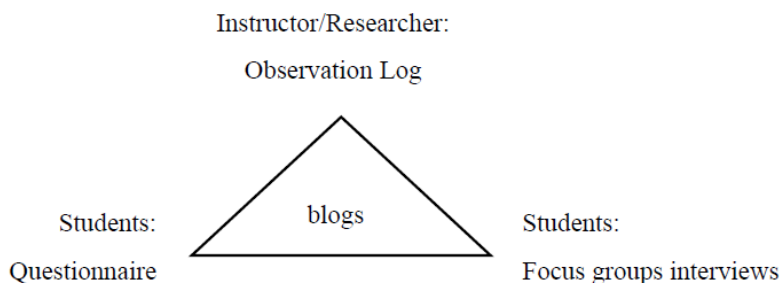 Instructor/Researcher:
Observation Log
blogs
Students:
Questionnaire
Students:
Focus groups interviews